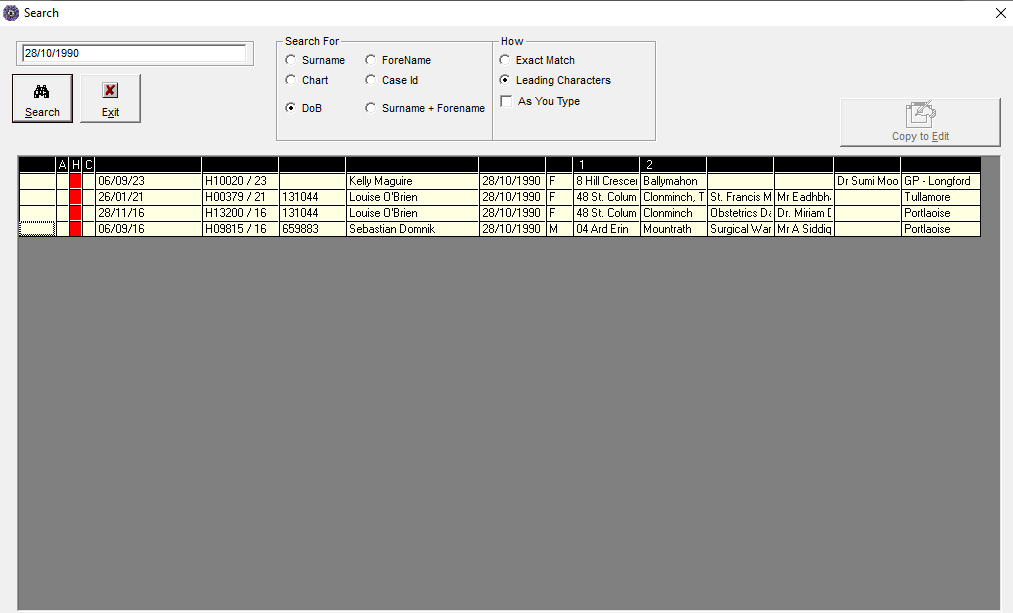 Search
28/10/1990
Search
Exit
Search For
Surname
ForeName
Chart
Case Id
DoB
Surname + Forename
How
Exact Match
Leading Characters
As You Type
Copy to Edit
A H C 1 2
06/09/23 H10020 / 23 Kelly Maguire 28/10/1990 F 8 Hill Crescer Ballymahon Dr Sumi Moo GP - Longford
26/01/21 H00379 / 21 131044 Louise O'Brien 28/10/1990 F 48 St. Colum Clonminch, T St. Francis M Mr Eadhbh Tullamore
28/11/16 H13200 / 16 131044 Louise O'Brien 28/10/1990 F 48 St. Colum Clonminch Obstetrics Da Dr. Miriam D Portlaoise
06/09/16 H09815 / 16 659883 Sebastian Domnik 28/10/1990 M 04 Ard Erin Mountrath Surgical War Mr A Siddiq Portlaoise